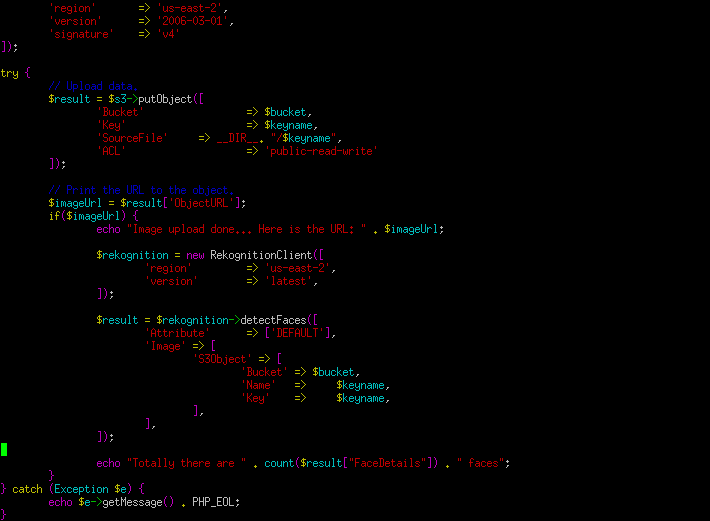 'region' => 'us-east-2',
'version' => '2006-03-01',
'signature' => 'v4'
]);
try {
// Upload data.
$result = $s3->putObject([
'Bucket' => $bucket,
'Key' => $keyname,
'SourceFile' => __DIR__. "/$keyname",
'ACL' => 'public-read-write'
]);
// Print the URL to the object.
$imageUrl = $result['ObjectURL'];
if($imageUrl) {
echo "Image upload done... Here is the URL: " . $imageUrl;
$rekognition = new RekognitionClient([
'region' => 'us-east-2',
'version' => 'latest',
]);
$result = $rekognition->detectFaces([
'Attribute' => ['DEFAULT'],
'Image' => [
'S3Object' => [
'Bucket' => $bucket,
'Name' => $keyname,
'Key' => $keyname,
],
],
]);
echo "Totally there are " . count($result["FaceDetails"]) . " faces";
}
} catch (Exception $e) {
echo $e->getMessage() . PHP_EOL;
}